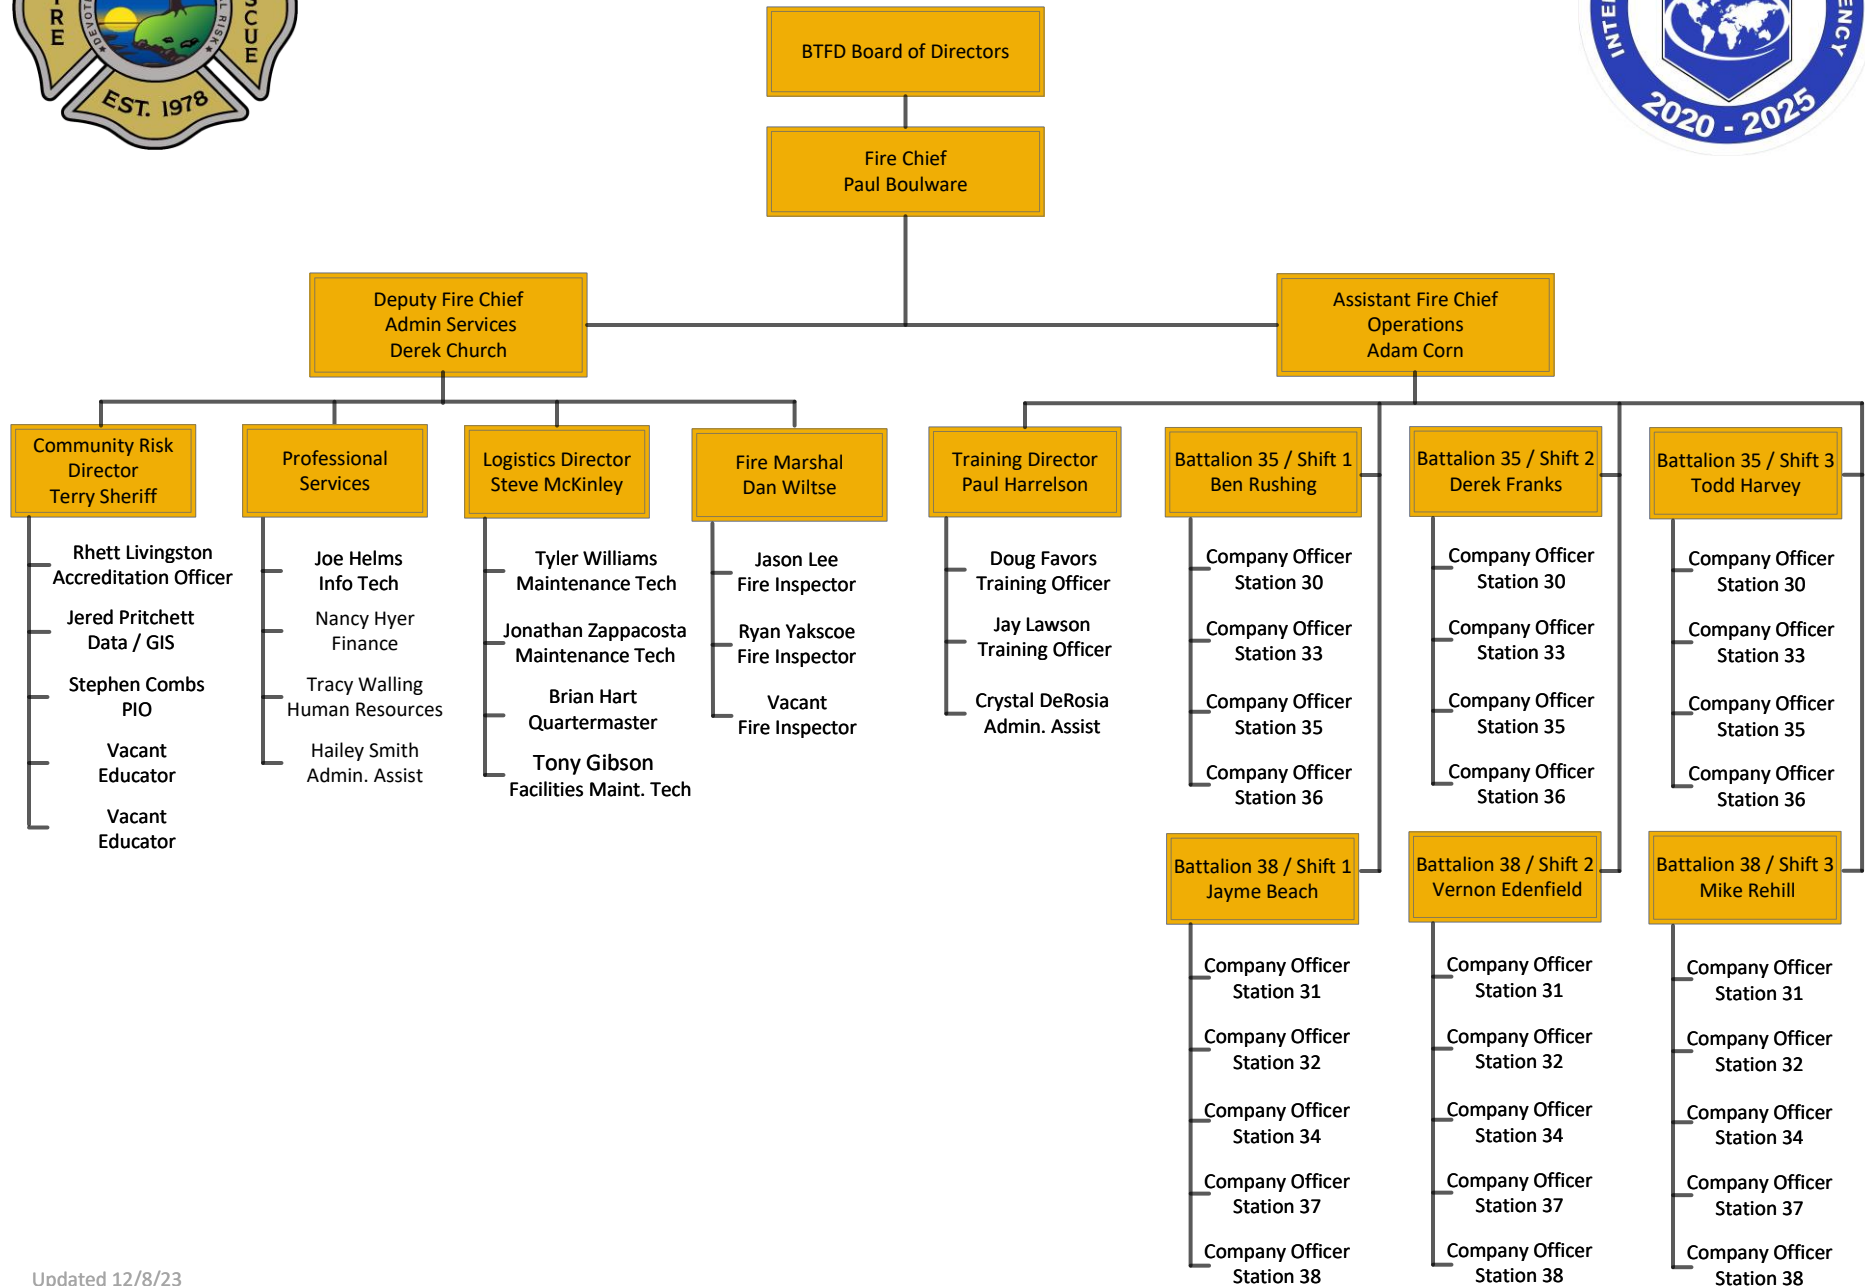 RE
SCUE
DEVOTE
L RISK
EST. 1978
INTE
ENCY
2020 - 2025
BTFD Board of Directors
Fire Chief
Paul Boulware
Deputy Fire Chief
Admin Services
Derek Church
Assistant Fire Chief
Operations
Adam Corn
Community Risk
Director
Terry Sheriff
Rhett Livingston
Accreditation Officer
Jered Pritchett
Data / GIS
Stephen Combs
PIO
Vacant
Educator
Vacant
Educator
Professional
Services
Joe Helms
Info Tech
Nancy Hyer
Finance
Tracy Walling
Human Resources
Hailey Smith
Admin. Assist
Logistics Director
Steve McKinley
Tyler Williams
Maintenance Tech
Jonathan Zappacosta
Maintenance Tech
Brian Hart
Quartermaster
Tony Gibson
Facilities Maint. Tech
Fire Marshal
Dan Wiltse
Jason Lee
Fire Inspector
Ryan Yakscoe
Fire Inspector
Vacant
Fire Inspector
Training Director
Paul Harrelson
Doug Favors
Training Officer
Jay Lawson
Training Officer
Crystal DeRosia
Admin. Assist
Battalion 35 / Shift 1
Ben Rushing
Company Officer
Station 30
Company Officer
Station 33
Company Officer
Station 35
Company Officer
Station 36
Battalion 35 / Shift 2
Derek Franks
Company Officer
Station 30
Company Officer
Station 33
Company Officer
Station 35
Company Officer
Station 36
Battalion 35 / Shift 3
Todd Harvey
Company Officer
Station 30
Company Officer
Station 33
Company Officer
Station 35
Company Officer
Station 36
Battalion 38 / Shift 1
Jayme Beach
Company Officer
Station 31
Company Officer
Station 32
Company Officer
Station 34
Company Officer
Station 37
Company Officer
Station 38
Battalion 38 / Shift 2
Vernon Edenfield
Company Officer
Station 31
Company Officer
Station 32
Company Officer
Station 34
Company Officer
Station 37
Company Officer
Station 38
Battalion 38 / Shift 3
Mike Rehill
Company Officer
Station 31
Company Officer
Station 32
Company Officer
Station 34
Company Officer
Station 37
Company Officer
Station 38
Updated 12/8/23